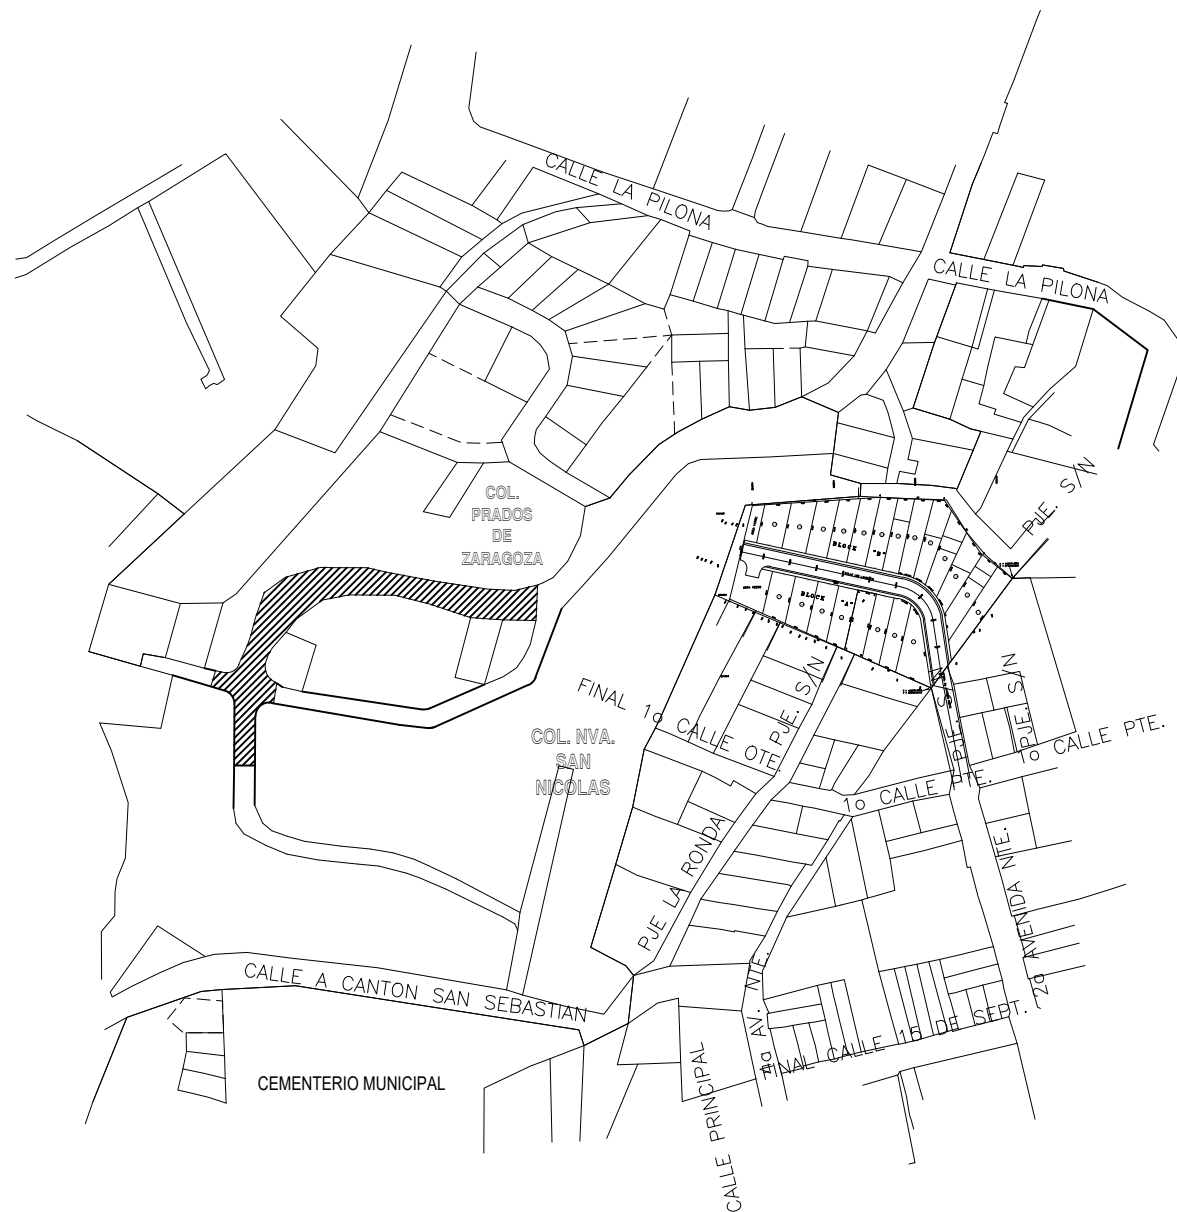 CALLE LA PILONA
CALLE LA PILONA
PJE. S/N
COL.
PRADOS
DE
ZARAGOZA
BLOCK "B"
BLOCK "A"
PJE. S/N
PJE. S/N
PJE. S/N
FINAL 1o CALLE OTE.
1o CALLE PTE.
1o CALLE PTE.
COL. NVA.
SAN
NICOLAS
PJE LA RONDA
2a AVENIDA NTE.
4a AV. NTE.
CALLE A CANTON SAN SEBASTIAN
FINAL CALLE 15 DE SEPT.
CEMENTERIO MUNICIPAL
CALLE PRINCIPAL